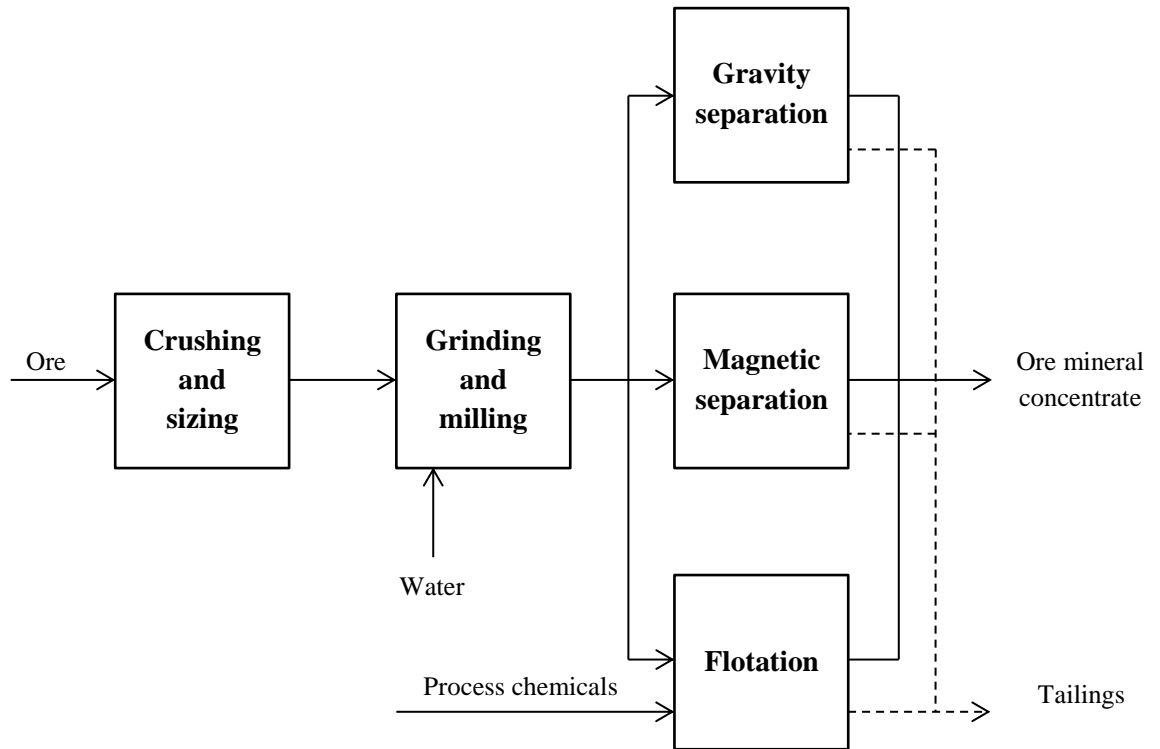 Gravity
separation
Ore
Crushing
and
sizing
Grinding
and
milling
Magnetic
separation
Ore mineral
concentrate
Water
Process chemicals
Flotation
Tailings